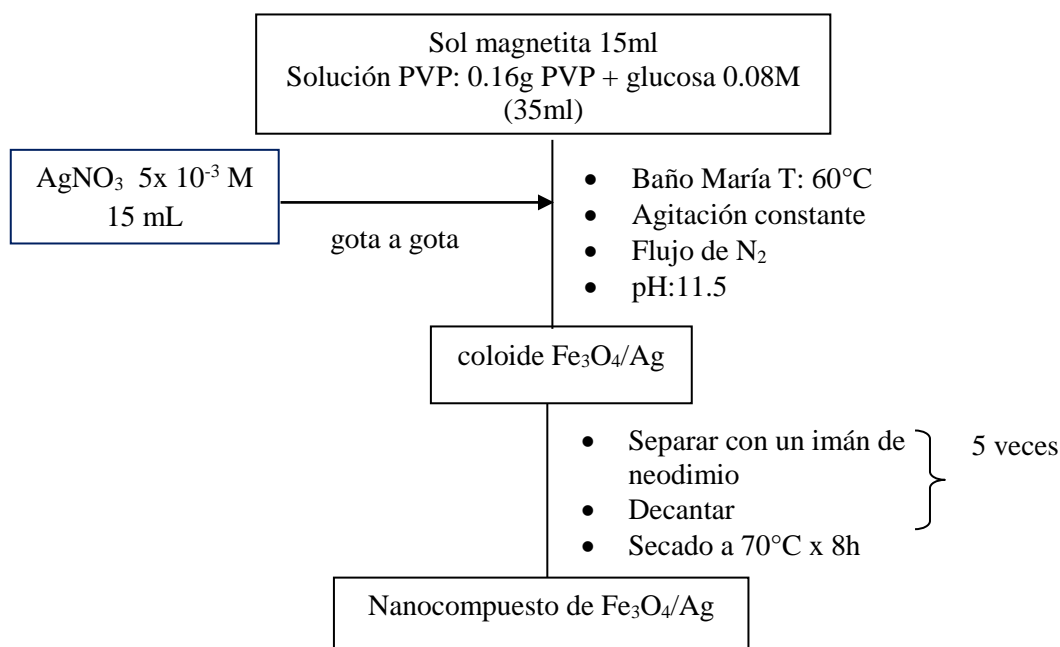 Sol magnetita 15ml
Solución PVP: 0.16g PVP + glucosa 0.08M
(35ml)
AgNO₃ 5x 10⁻³ M
15 mL
gota a gota
• Baño María T: 60°C
• Agitación constante
• Flujo de N₂
• pH:11.5
coloide Fe₃O₄/Ag
• Separar con un imán de
neodimio
• Decantar
• Secado a 70°C x 8h
5 veces
Nanocompuesto de Fe₃O₄/Ag